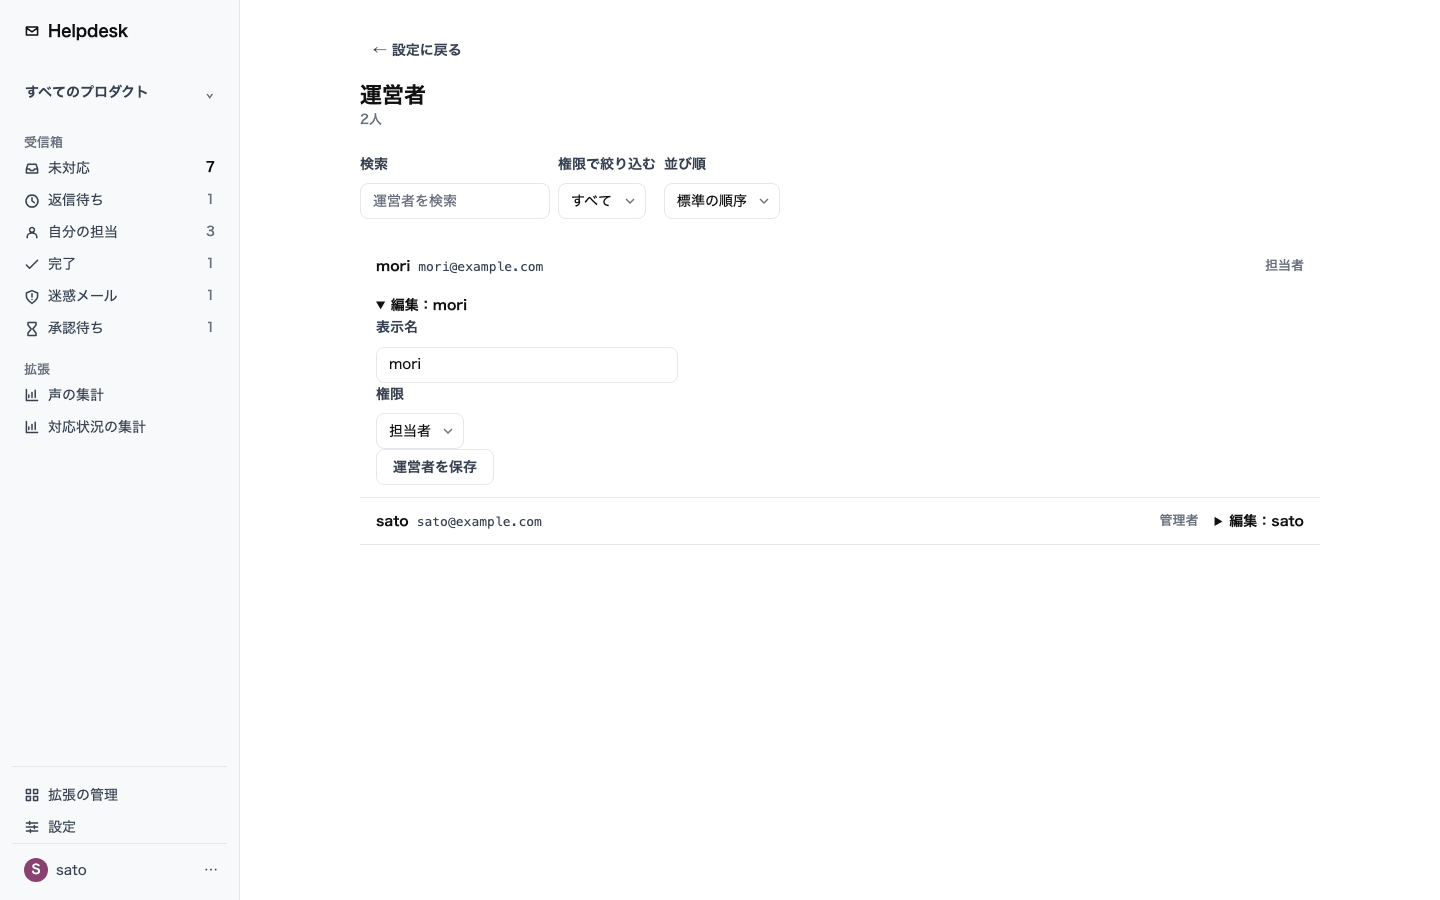 Helpdesk
すべてのプロダクト
受信箱
未対応 7
返信待ち 1
自分の担当 3
完了 1
迷惑メール 1
承認待ち 1
拡張
声の集計
対応状況の集計
拡張の管理
設定
S sato ...
← 設定に戻る
運営者
2人
検索 権限で絞り込む 並び順
運営者を検索 すべて 標準の順序
mori mori@example.com 担当者
▼ 編集：mori
表示名
mori
権限
担当者
運営者を保存
sato sato@example.com 管理者 ▶ 編集：sato